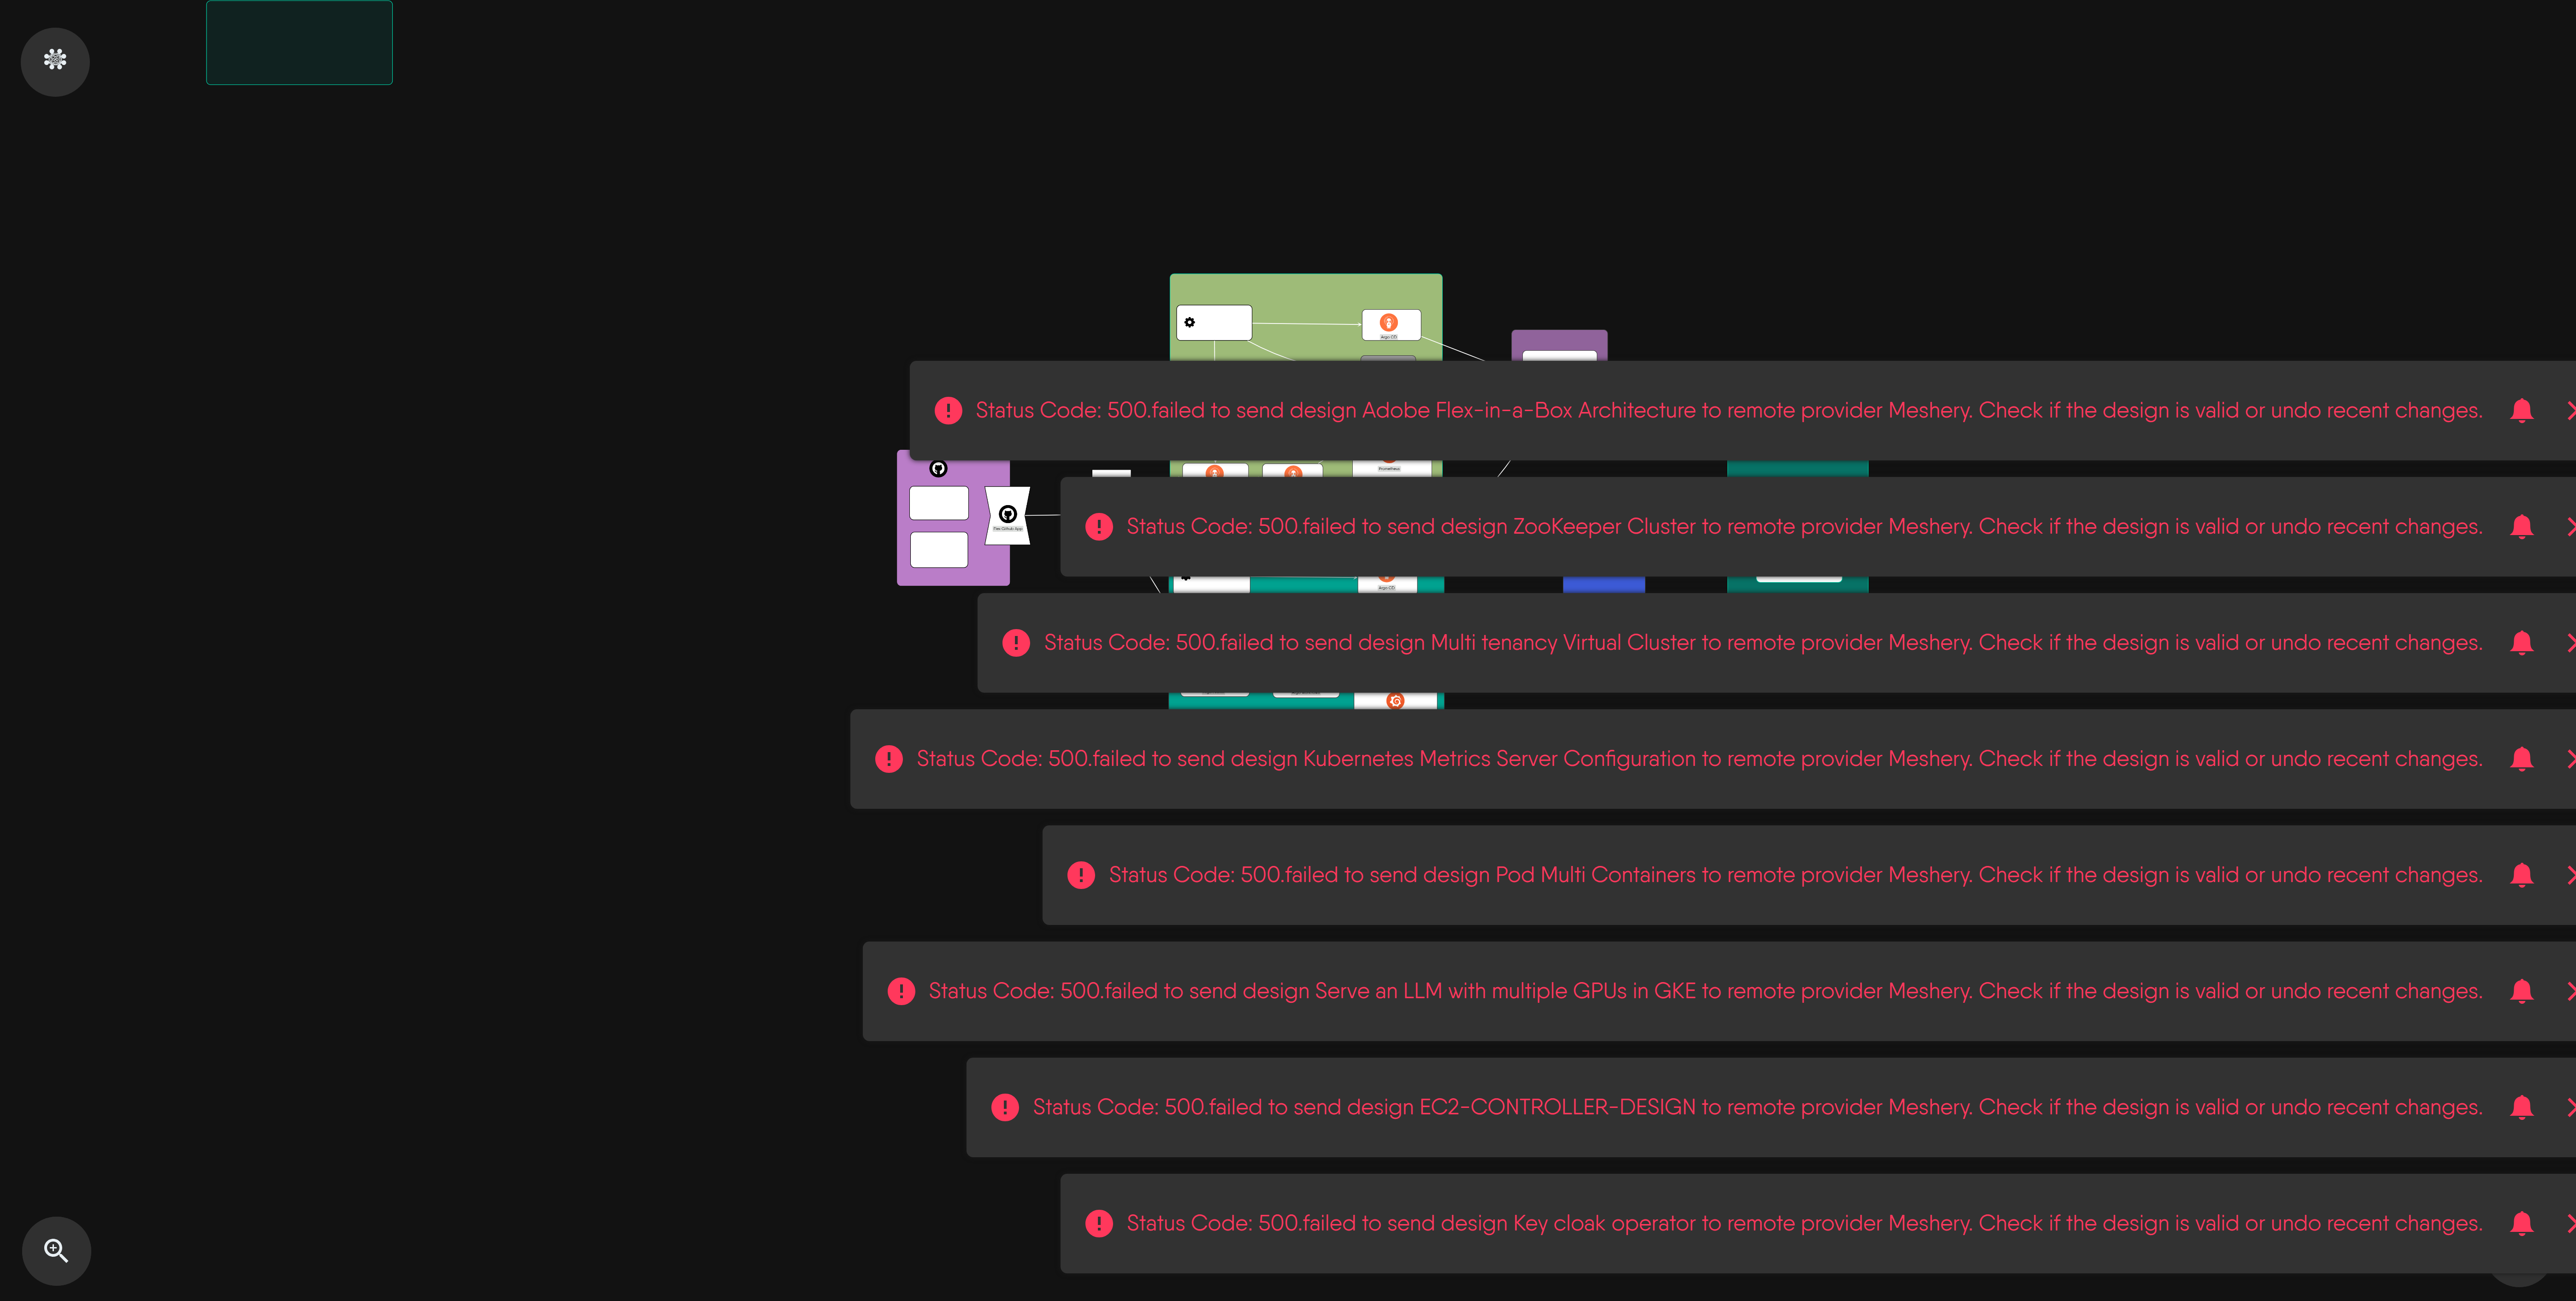 Argo CD
Status Code: 500.failed to send design Adobe Flex-in-a-Box Architecture to remote provider Meshery. Check if the design is valid or undo recent changes.
Prometheus
Flex Github App
Status Code: 500.failed to send design ZooKeeper Cluster to remote provider Meshery. Check if the design is valid or undo recent changes.
Argo CD
Status Code: 500.failed to send design Multi tenancy Virtual Cluster to remote provider Meshery. Check if the design is valid or undo recent changes.
Status Code: 500.failed to send design Kubernetes Metrics Server Configuration to remote provider Meshery. Check if the design is valid or undo recent changes.
Status Code: 500.failed to send design Pod Multi Containers to remote provider Meshery. Check if the design is valid or undo recent changes.
Status Code: 500.failed to send design Serve an LLM with multiple GPUs in GKE to remote provider Meshery. Check if the design is valid or undo recent changes.
Status Code: 500.failed to send design EC2-CONTROLLER-DESIGN to remote provider Meshery. Check if the design is valid or undo recent changes.
Status Code: 500.failed to send design Key cloak operator to remote provider Meshery. Check if the design is valid or undo recent changes.